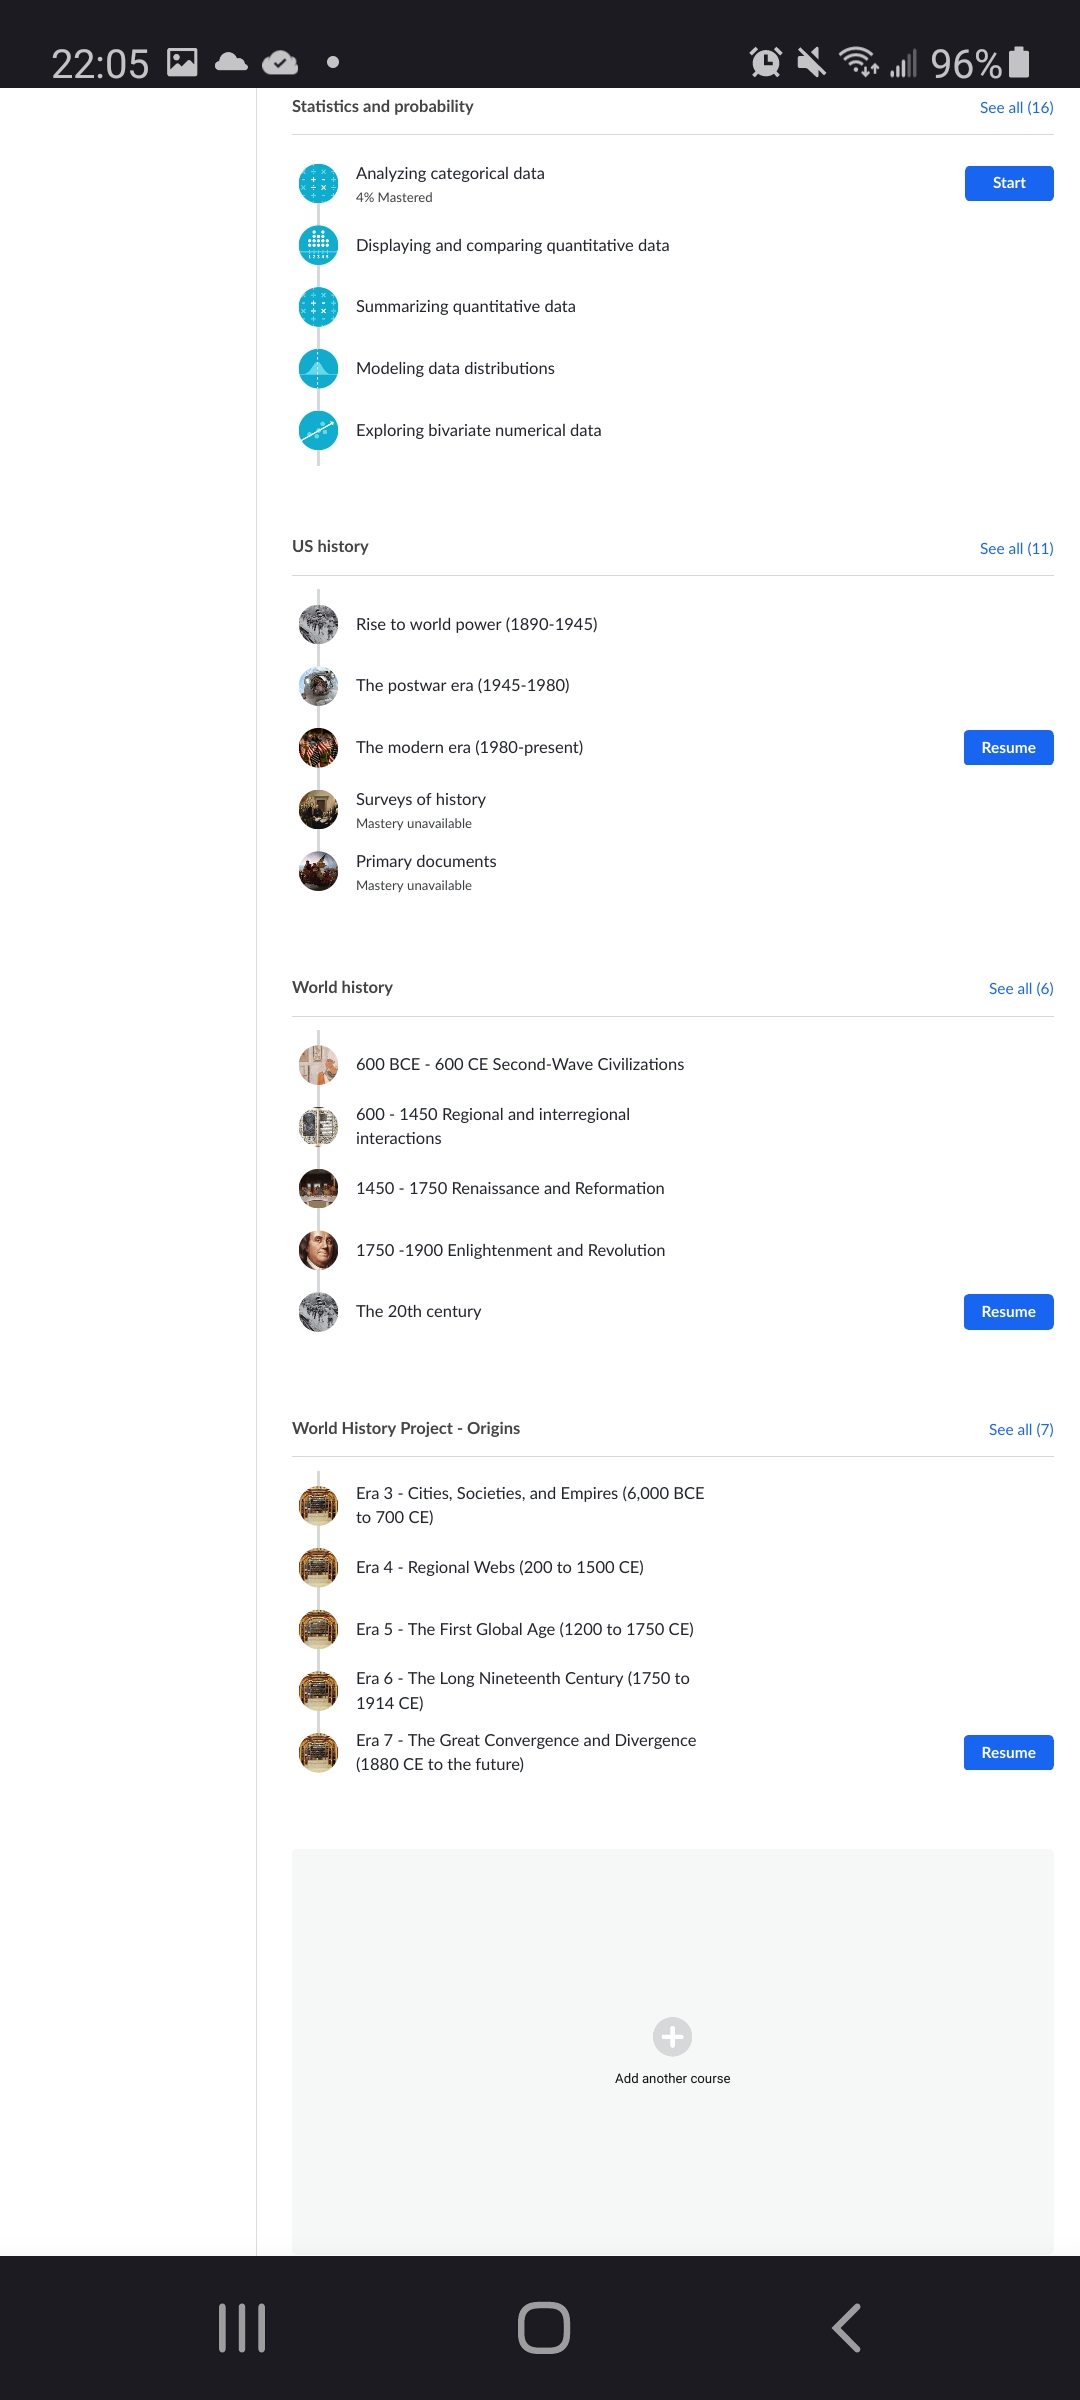 22:05
96%
Statistics and probability
See all (16)
Analyzing categorical data
4% Mastered
Start
Displaying and comparing quantitative data
Summarizing quantitative data
Modeling data distributions
Exploring bivariate numerical data
US history
See all (11)
Rise to world power (1890-1945)
The postwar era (1945-1980)
The modern era (1980-present)
Resume
Surveys of history
Mastery unavailable
Primary documents
Mastery unavailable
World history
See all (6)
600 BCE - 600 CE Second-Wave Civilizations
600 - 1450 Regional and interregional
interactions
1450 - 1750 Renaissance and Reformation
1750 -1900 Enlightenment and Revolution
The 20th century
Resume
World History Project - Origins
See all (7)
Era 3 - Cities, Societies, and Empires (6,000 BCE
to 700 CE)
Era 4 - Regional Webs (200 to 1500 CE)
Era 5 - The First Global Age (1200 to 1750 CE)
Era 6 - The Long Nineteenth Century (1750 to
1914 CE)
Era 7 - The Great Convergence and Divergence
(1880 CE to the future)
Resume
Add another course